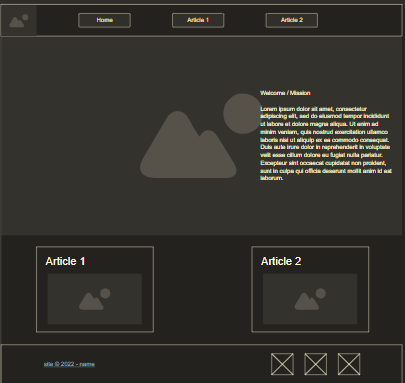 Home
Article 1
Article 2
Welcome / Mission
Lorem ipsum dolor sit amet, consectetur
adipiscing elit, sed do eiusmod tempor incididunt
ut labore et dolore magna aliqua. Ut enim ad
minim veniam, quis nostrud exercitation ullamco
laboris nisi ut aliquip ex ea commodo consequat.
Duis aute irure dolor in reprehenderit in voluptate
velit esse cillum dolore eu fugiat nulla pariatur.
Excepteur sint occaecat cupidatat non proident,
sunt in culpa qui officia deserunt mollit anim id est
laborum.
Article 1
Article 2
site © 2022 - name